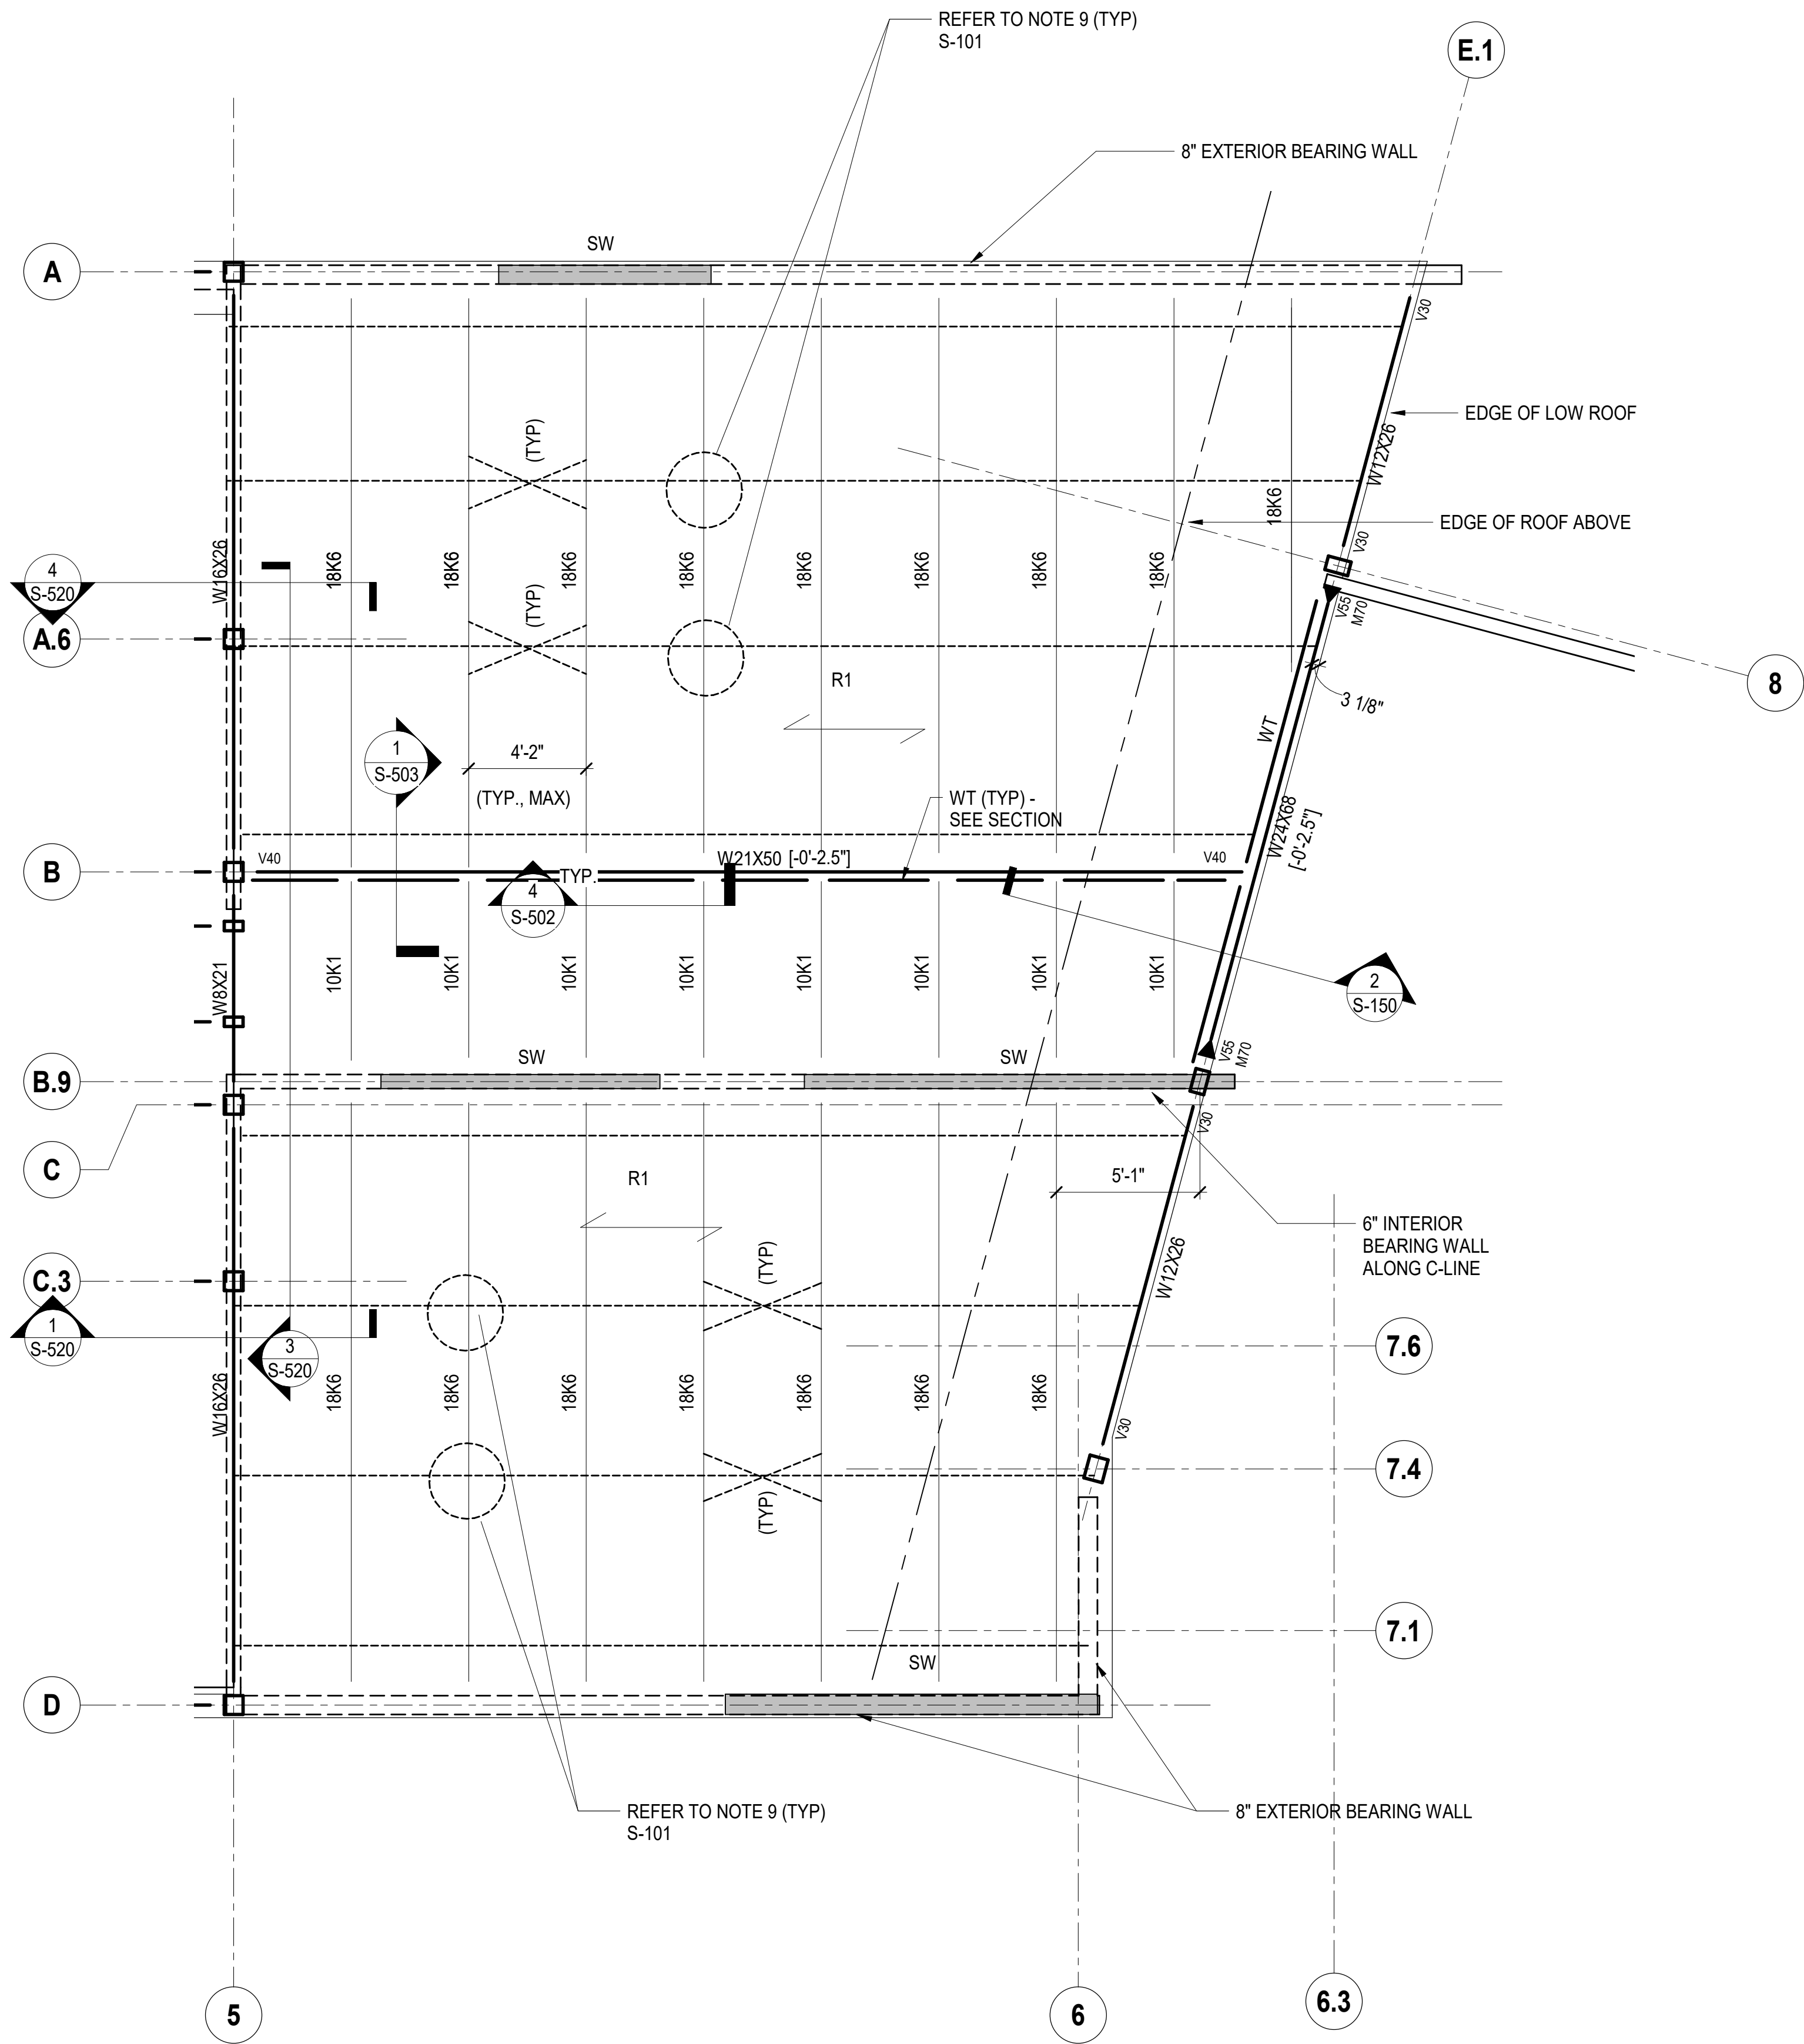 REFER TO NOTE 9 (TYP)
S-101
E.1
8" EXTERIOR BEARING WALL
SW
A
V30
EDGE OF LOW ROOF
W12X26
(TYP)
18K6
EDGE OF ROOF ABOVE
V30
W16X26
18K6
18K6
18K6
18K6
18K6
18K6
18K6
18K6
4
S-520
(TYP)
V55
M70
A.6
8
R1
3 1/8"
WT
1
S-503
4'-2"
(TYP., MAX)
WT (TYP) -
SEE SECTION
W24X68
[-0'-2.5"]
B
V40
W21X50 [-0'-2.5"]
V40
TYP.
4
S-502
W8X21
10K1
10K1
10K1
10K1
10K1
10K1
10K1
10K1
2
S-150
SW
SW
V55
M70
B.9
C
V30
R1
5'-1"
6" INTERIOR
BEARING WALL
ALONG C-LINE
W12X26
(TYP)
C.3
1
S-520
3
S-520
7.6
W16X26
18K6
18K6
18K6
18K6
18K6
18K6
18K6
V30
7.4
(TYP)
7.1
SW
D
REFER TO NOTE 9 (TYP)
S-101
8" EXTERIOR BEARING WALL
5
6
6.3